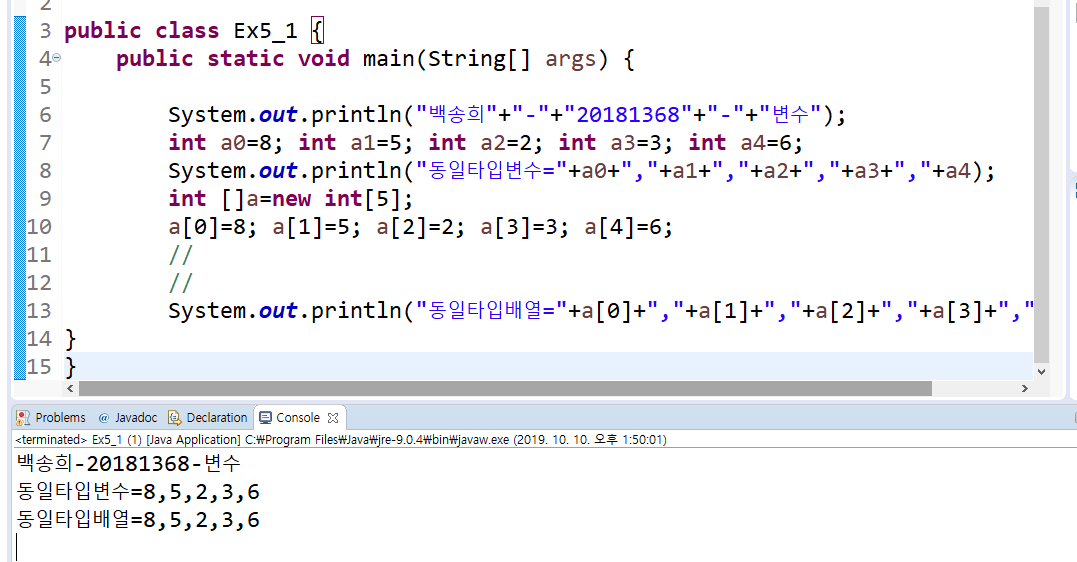 2
3 public class Ex5_1 {
4 public static void main(String[] args) {
5
6 System.out.println("백송희"+"-"+"20181368"+"-"+"변수");
7 int a0=8; int a1=5; int a2=2; int a3=3; int a4=6;
8 System.out.println("동일타입변수="+a0+","+a1+","+a2+","+a3+","+a4);
9 int []a=new int[5];
10 a[0]=8; a[1]=5; a[2]=2; a[3]=3; a[4]=6;
11 //
12 //
13 System.out.println("동일타입배열="+a[0]+","+a[1]+","+a[2]+","+a[3]+","
14 }
15 }
Problems @ Javadoc Declaration Console
<terminated> Ex5_1 (1) [Java Application] C:₩Program Files₩Java₩jre-9.0.4₩bin₩javaw.exe (2019. 10. 10. 오후 1:50:01)
백송희-20181368-변수
동일타입변수=8,5,2,3,6
동일타입배열=8,5,2,3,6